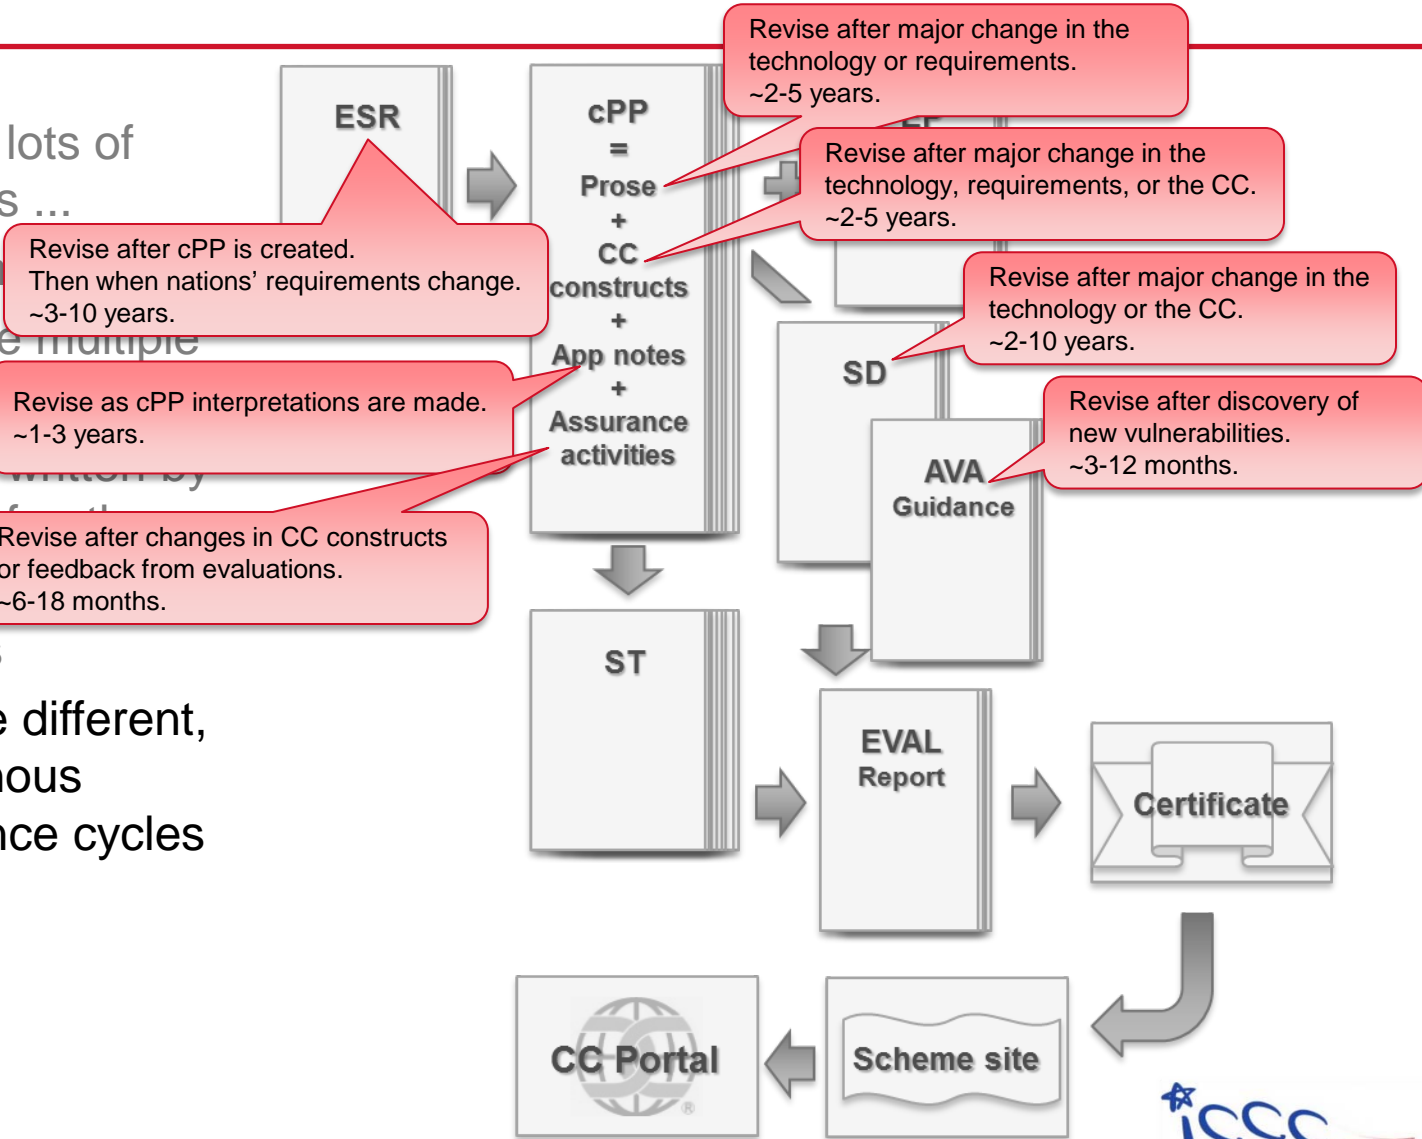 Revise after major change in the
technology or requirements.
~2-5 years.
lots of
s ...
ESR
cPP
=
Prose
+
CC
constructs
+
App notes
+
Assurance
activities
Revise after major change in the
technology, requirements, or the CC.
~2-5 years.
Revise after cPP is created.
Then when nations’ requirements change.
~3-10 years.
Revise after major change in the
technology or the CC.
~2-10 years.
e multiple
SD
Revise as cPP interpretations are made.
~1-3 years.
Revise after discovery of
new vulnerabilities.
~3-12 months.
written by
AVA
Guidance
Revise after changes in CC constructs
or feedback from evaluations.
~6-18 months.
s
ST
e different,
nous
nce cycles
EVAL
Report
Certificate
CC Portal
®
Scheme site
iccc